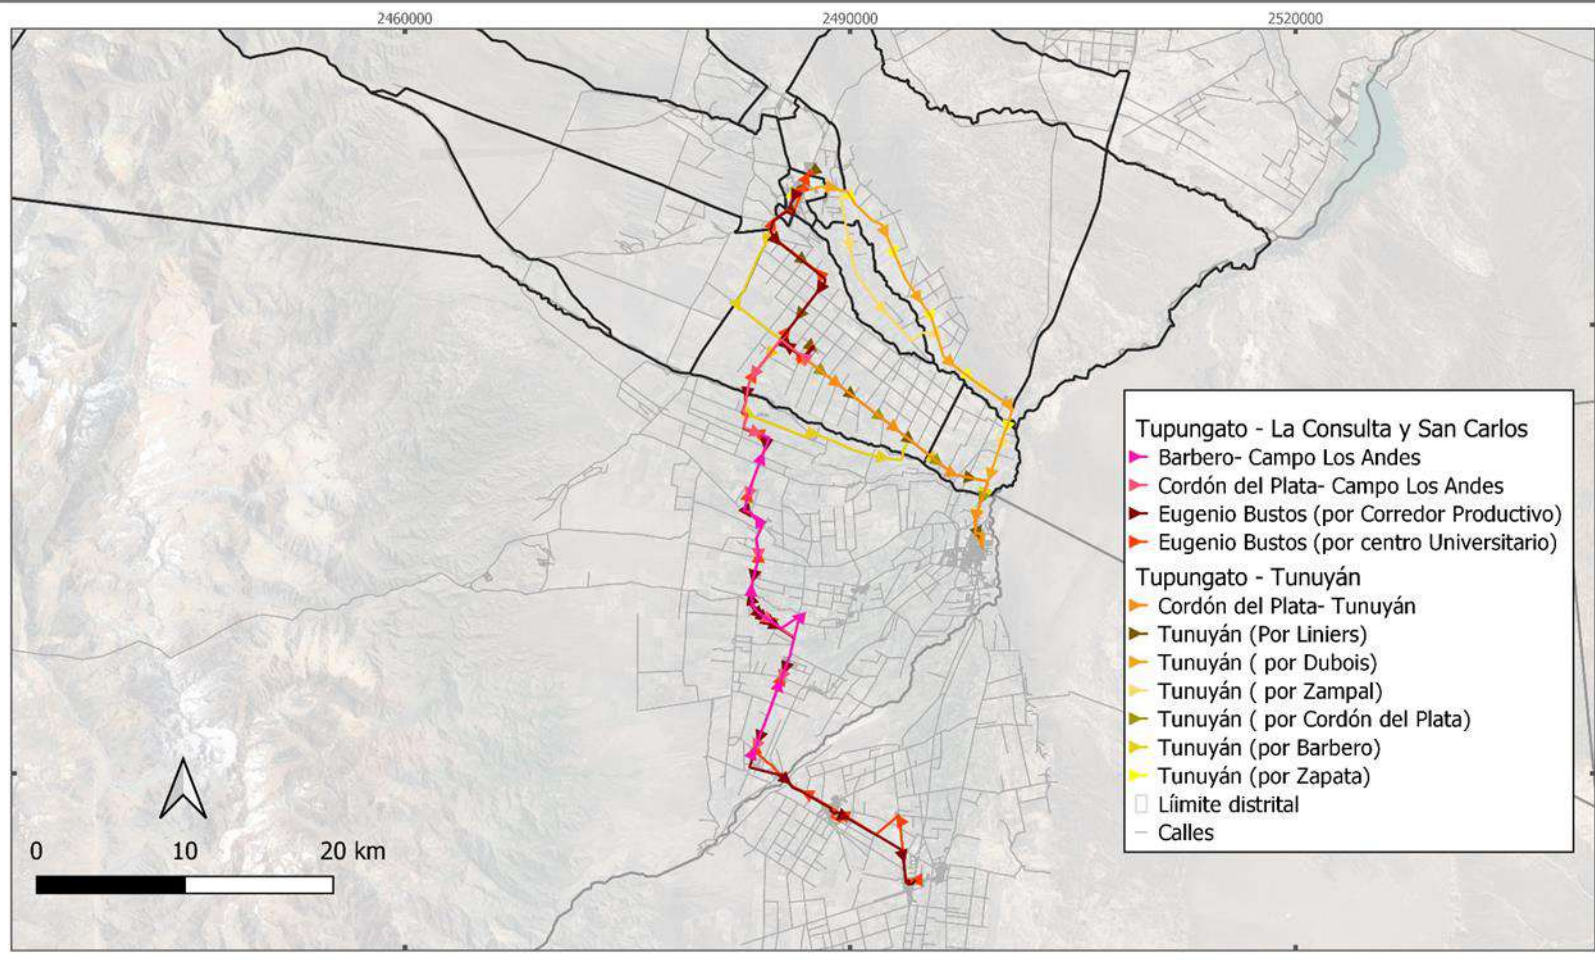 2460000
2490000
2520000
Tupungato - La Consulta y San Carlos
Barbero- Campo Los Andes
Cordón del Plata- Campo Los Andes
Eugenio Bustos (por Corredor Productivo)
Eugenio Bustos (por centro Universitario)
Tupungato - Tunuyán
Cordón del Plata- Tunuyán
Tunuyán (Por Liniers)
Tunuyán ( por Dubois)
Tunuyán ( por Zampal)
Tunuyán ( por Cordón del Plata)
Tunuyán (por Barbero)
Tunuyán (por Zapata)
Líimite distrital
Calles
0 10 20 km